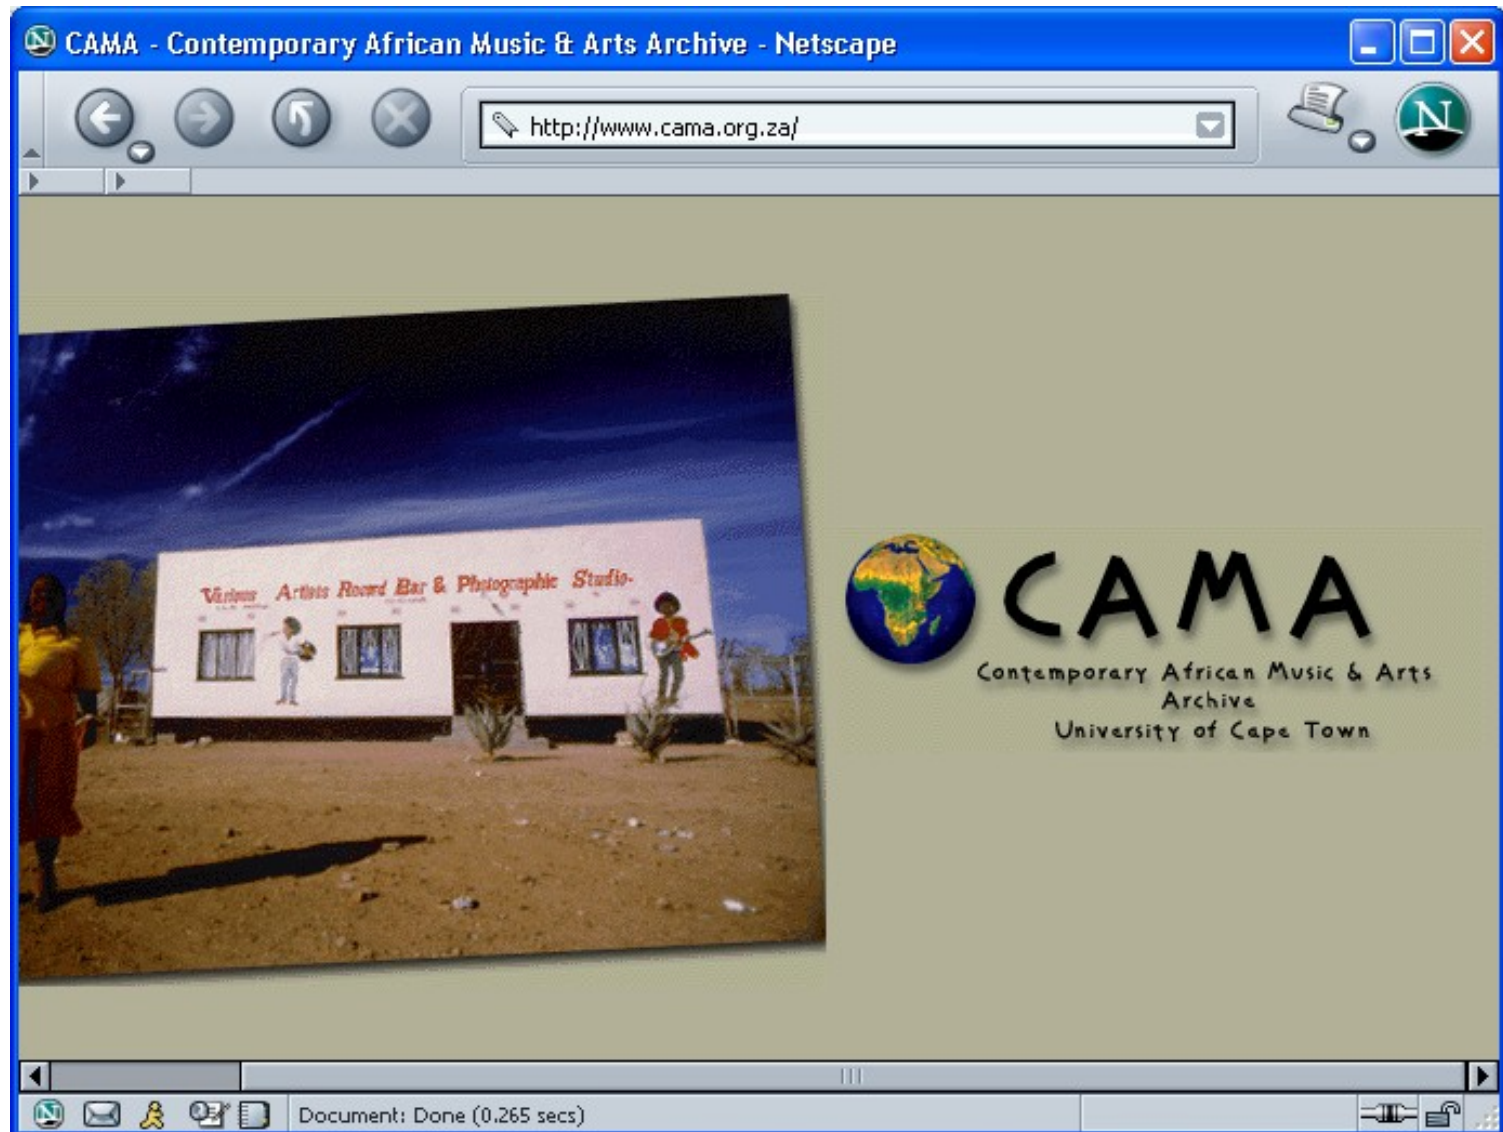 CAMA - Contemporary African Music & Arts Archive - Netscape
http://www.cama.org.za/
N
Various Artists Record Bar & Photographic Studio.
CAMA
Contemporary African Music & Arts
Archive
University of Cape Town
Document: Done (0.265 secs)